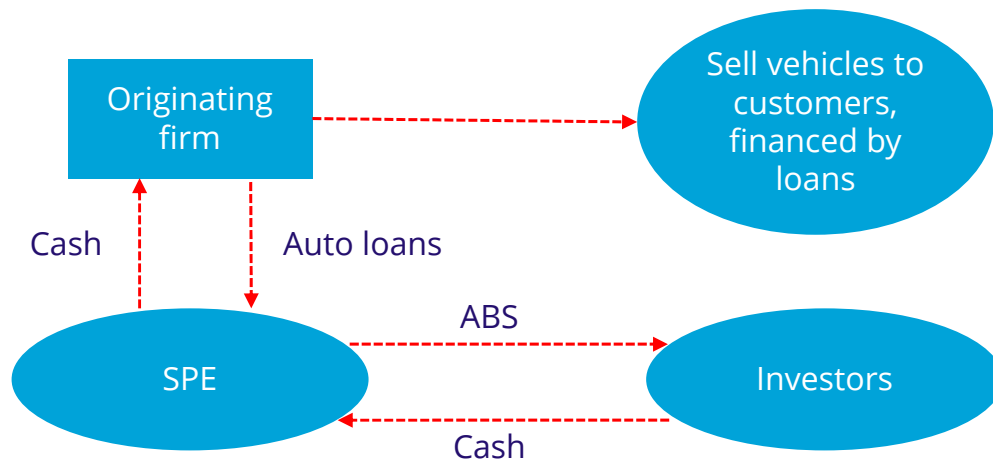 Originating
firm
Sell vehicles to
customers,
financed by
loans
Cash
Auto loans
ABS
SPE
Investors
Cash